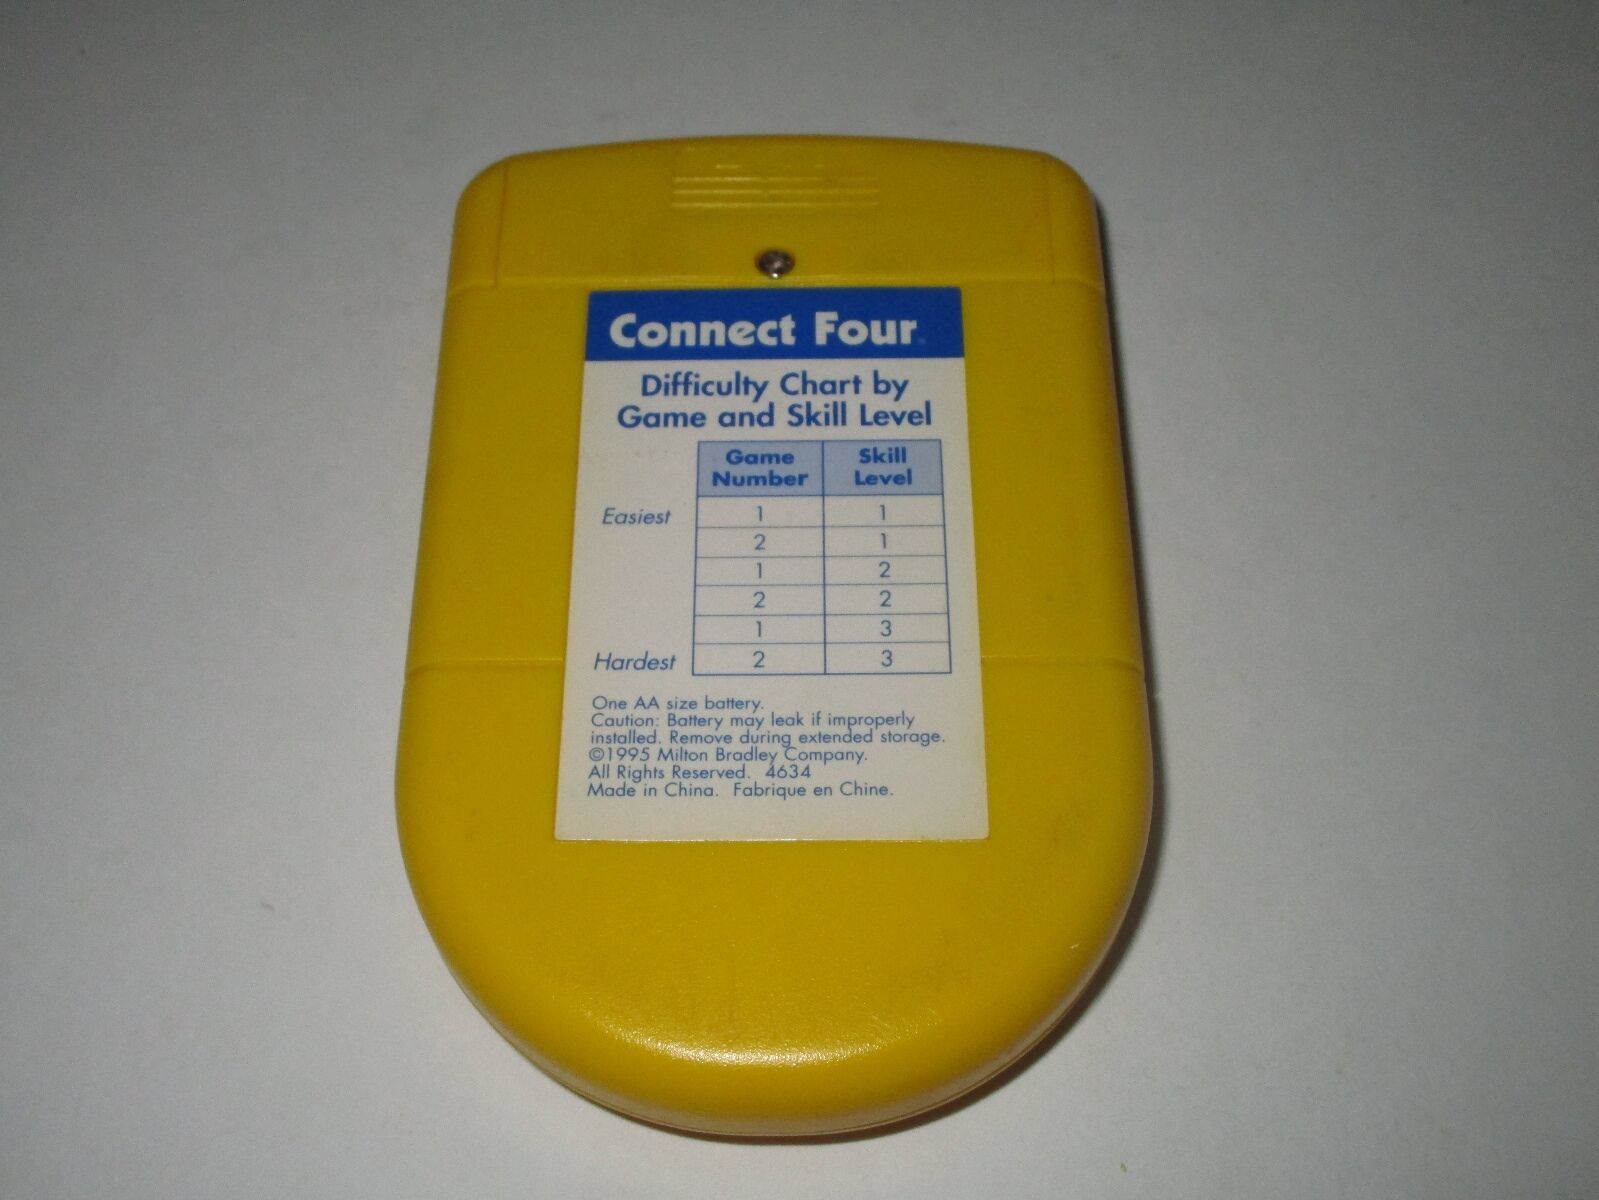 Connect Four
Difficulty Chart by
Game and Skill Level
Game Number Skill Level
Easiest 1 1
2 1
1 2
2 2
1 3
Hardest 2 3
One AA size battery.
Caution: Battery may leak if improperly
installed. Remove during extended storage.
©1995 Milton Bradley Company.
All Rights Reserved. 4634
Made in China. Fabrique en Chine.